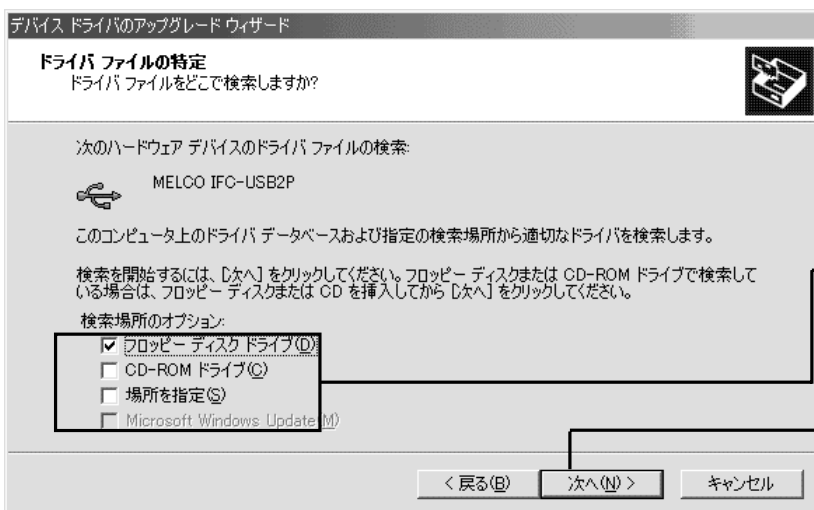 デバイス ドライバのアップグレード ウィザード
ドライバ ファイルの特定
ドライバ ファイルをどこで検索しますか?
次のハードウェア デバイスのドライバ ファイルの検索:
MELCO IFC-USB2P
このコンピュータ上のドライバ データベースおよび指定の検索場所から適切なドライバを検索します。
検索を開始するには、[次へ] をクリックしてください。フロッピー ディスクまたは CD-ROM ドライブで検索して
いる場合は、フロッピー ディスクまたは CD を挿入してから [次へ] をクリックしてください。
検索場所のオプション:
フロッピー ディスク ドライブ(D)
CD-ROM ドライブ(C)
場所を指定(S)
Microsoft Windows Update(M)
< 戻る(B) 次へ(N) > キャンセル